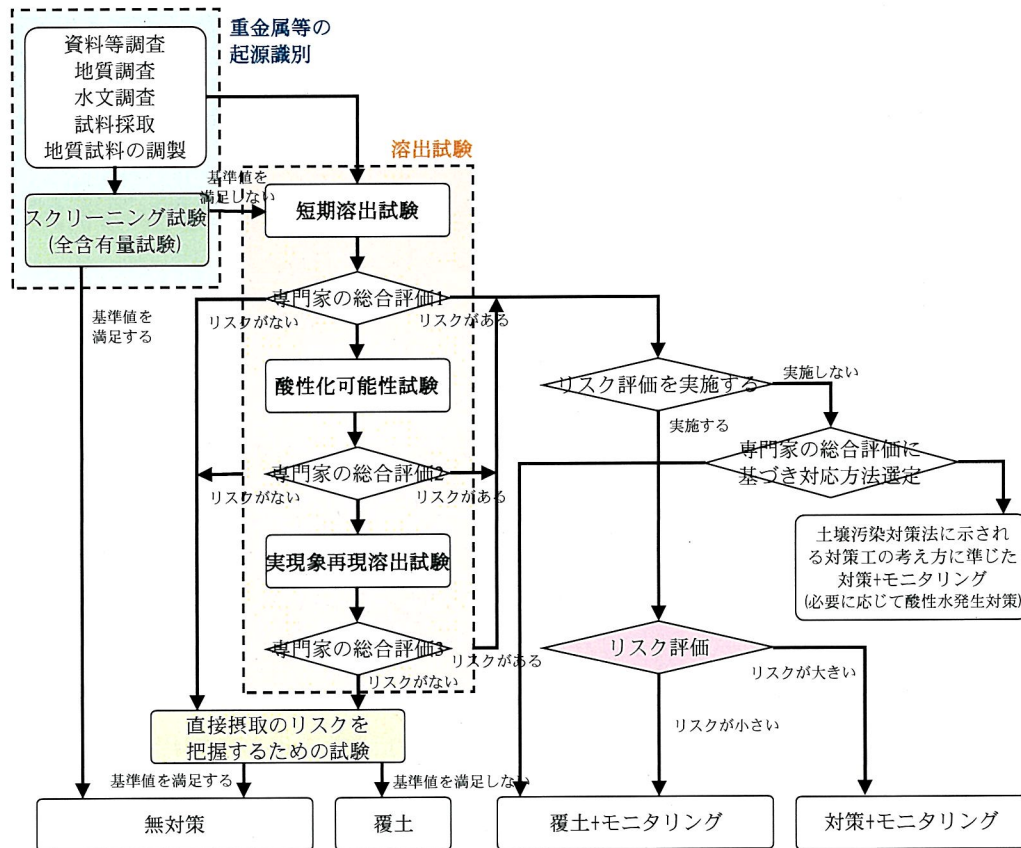 重金属等の
起源識別
資料等調査
地質調査
水文調査
試料採取
地質試料の調製
溶出試験
基準値を
満足しない
短期溶出試験
スクリーニング試験
(全含有量試験)
専門家の総合評価1
リスクがない
リスクがある
基準値を
満足する
酸性化可能性試験
リスク評価を実施する
実施しない
実施する
専門家の総合評価に
基づき対応方法選定
専門家の総合評価2
リスクがない
リスクがある
土壌汚染対策法に示され
る対策工の考え方に準じた
対策+モニタリング
(必要に応じて酸性水発生対策)
実現象再現溶出試験
専門家の総合評価3
リスクがある
リスクがない
リスク評価
リスクが大きい
リスクが小さい
直接摂取のリスクを
把握するための試験
基準値を満足する
基準値を満足しない
無対策
覆土
覆土+モニタリング
対策+モニタリング